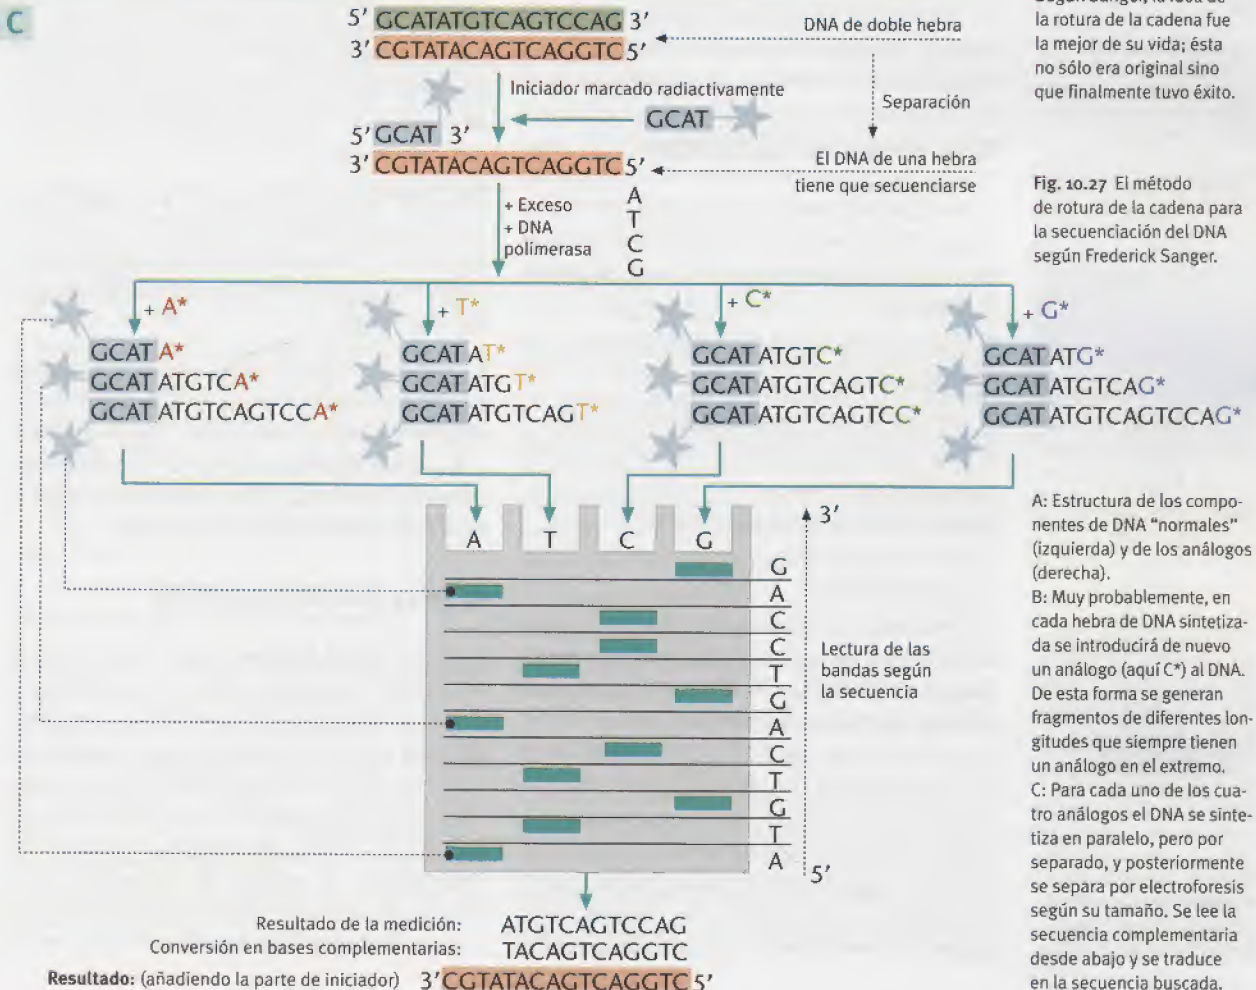 C
5' GCATATGTCAGTCCAG 3'
3' CGTATACAGTCAGGTC 5'
DNA de doble hebra
Iniciador marcado radiactivamente
Separación
GCAT
5' GCAT 3'
3' CGTATACAGTCAGGTC 5'
El DNA de una hebra
tiene que secuenciarse
+ Exceso
+ DNA
polimerasa
A
T
C
G
+ A*
+ T*
+ C*
+ G*
GCAT A*
GCAT ATGTCA*
GCAT ATGTCAGTCCA*
GCAT AT*
GCAT ATGT*
GCAT ATGTCAGT*
GCAT ATGTC*
GCAT ATGTCAGTC*
GCAT ATGTCAGTCC*
GCAT ATG*
GCAT ATGTCAG*
GCAT ATGTCAGTCCAG*
A T C G
3'
G
A
C
C
T
G
A
C
T
G
T
A
5'
Lectura de las
bandas según
la secuencia
Resultado de la medición: ATGTCAGTCCAG
Conversión en bases complementarias: TACAGTCAGGTC
Resultado: (añadiendo la parte de iniciador) 3' CGTATACAGTCAGGTC 5'
la rotura de la cadena fue
la mejor de su vida; ésta
no sólo era original sino
que finalmente tuvo éxito.
Fig. 10.27 El método
de rotura de la cadena para
la secuenciación del DNA
según Frederick Sanger.
A: Estructura de los compo-
nentes de DNA "normales"
(izquierda) y de los análogos
(derecha).
B: Muy probablemente, en
cada hebra de DNA sintetiza-
da se introducirá de nuevo
un análogo (aquí C*) al DNA.
De esta forma se generan
fragmentos de diferentes lon-
gitudes que siempre tienen
un análogo en el extremo.
C: Para cada uno de los cua-
tro análogos el DNA se sinte-
tiza en paralelo, pero por
separado, y posteriormente
se separa por electroforesis
según su tamaño. Se lee la
secuencia complementaria
desde abajo y se traduce
en la secuencia buscada.